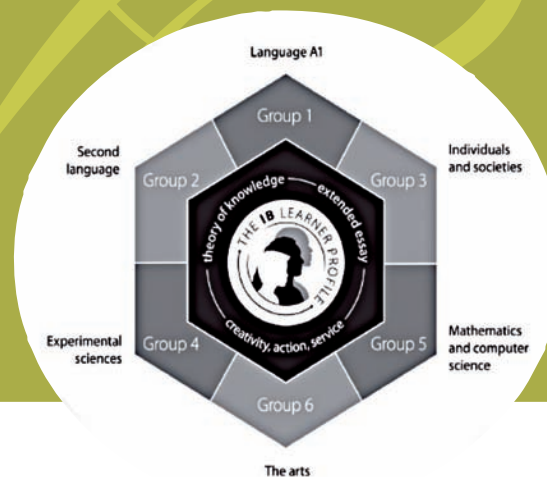 Language A1
Group 1
Second
language
Group 2
Individuals
and societies
Group 3
theory of knowledge
extended essay
THE IB LEARNER PROFILE
creativity, action, service
Experimental
sciences
Group 4
Mathematics
and computer
science
Group 5
Group 6
The arts